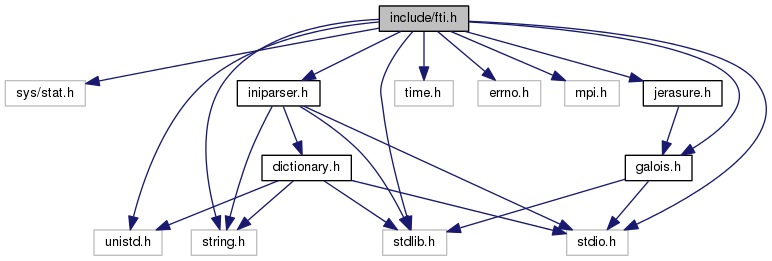 include/fti.h
sys/stat.h
iniparser.h
time.h
errno.h
mpi.h
jerasure.h
dictionary.h
galois.h
unistd.h
string.h
stdlib.h
stdio.h